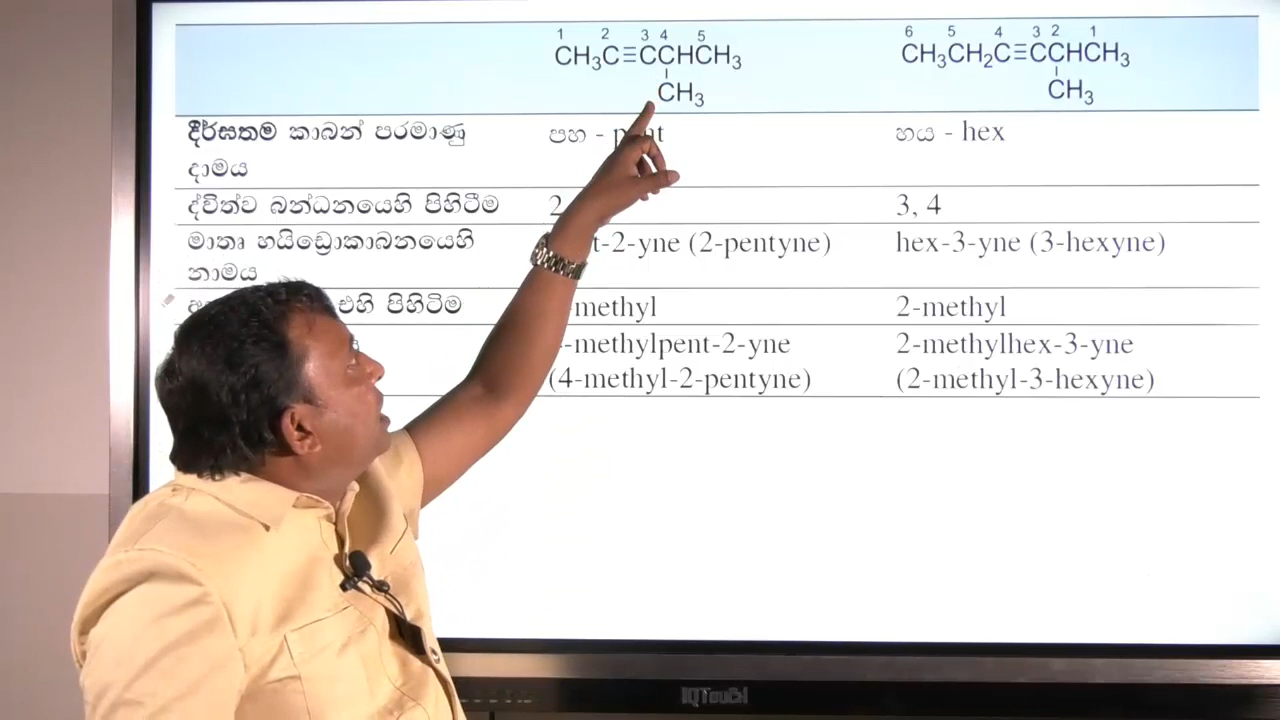 1 2 3 4 5
CH3C≡CCHCH3
CH3
6 5 4 3 2 1
CH3CH2C≡CCHCH3
CH3
දීර්ඝතම කාබන් පරමාණු
දාමය
පහ -
හය - hex
ද්විත්ව බන්ධනයෙහි පිහිටීම
2
3, 4
මාතෘ හයිඩ්‍රොකාබනයෙහි
නාමය
t-2-yne (2-pentyne)
hex-3-yne (3-hexyne)
එහි පිහිටිම
methyl
2-methyl
-methylpent-2-yne
(4-methyl-2-pentyne)
2-methylhex-3-yne
(2-methyl-3-hexyne)